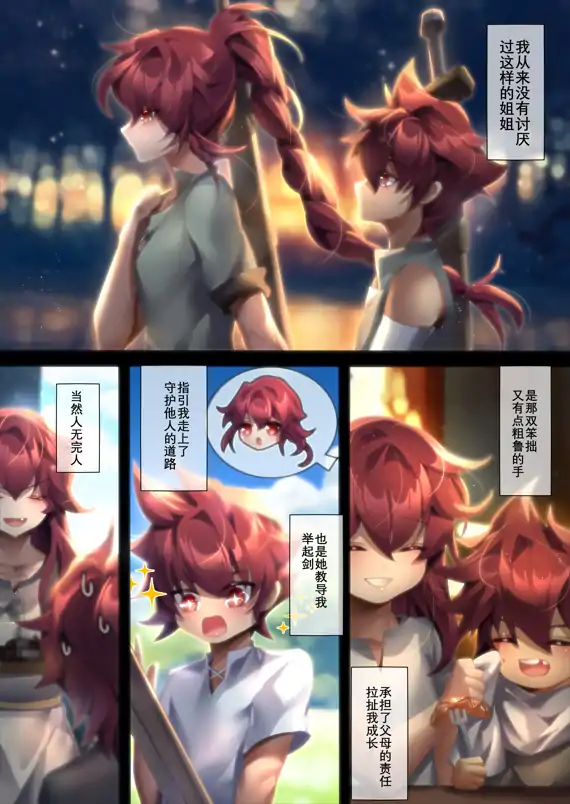 我从来没有讨厌
过这样的姐姐
是那双笨拙
又有点粗鲁的手
承担了父母的责任
拉扯我成长
指引我走上了
守护他人的道路
也是她教导我
举起剑
当然人无完人